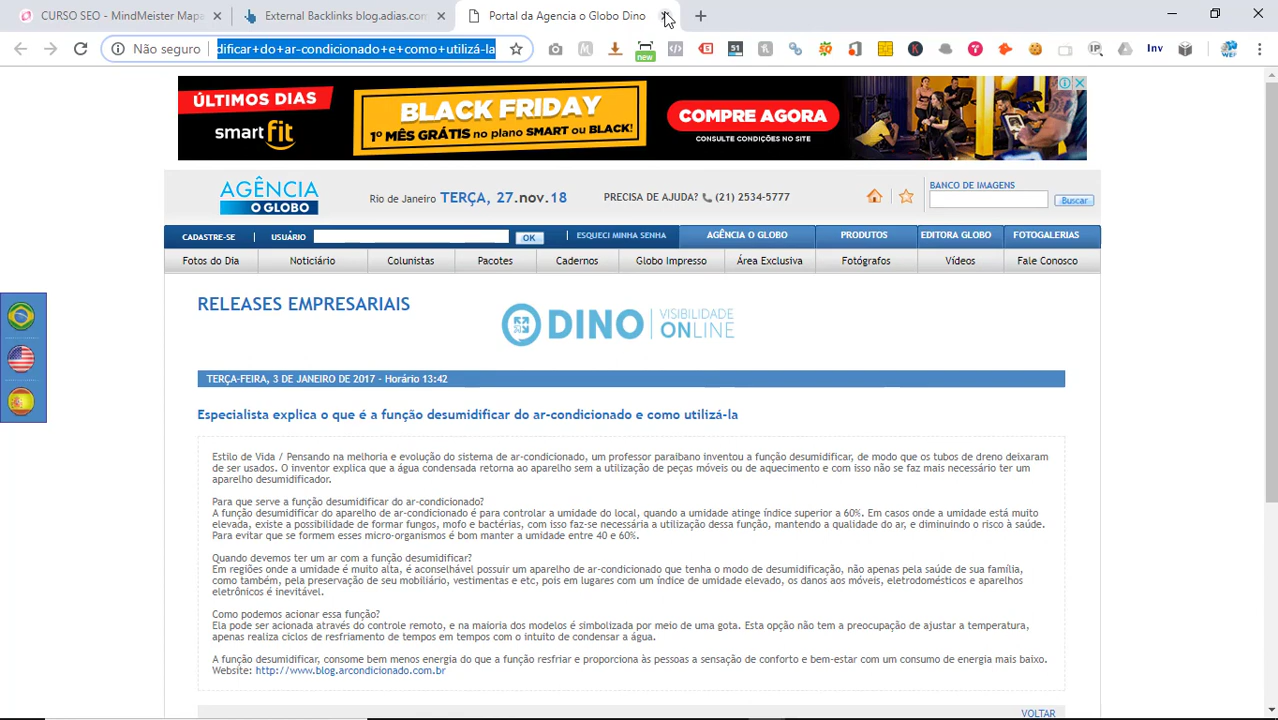 CURSO SEO - MindMeister Mapa
External Backlinks blog.adias.com
Portal da Agencia o Globo Dino
Não seguro
dificar+do+ar-condicionado+e+como+utilizá-la
new
51
IP
Inv
ÚLTIMOS DIAS
smart fit
BLACK FRIDAY
1º MÊS GRÁTIS no plano SMART ou BLACK!
COMPRE AGORA
CONSULTE CONDIÇÕES NO SITE
AGÊNCIA
O GLOBO
Rio de Janeiro TERÇA, 27.nov.18
PRECISA DE AJUDA? (21) 2534-5777
BANCO DE IMAGENS
Buscar
CADASTRE-SE
USUÁRIO
OK
ESQUECI MINHA SENHA
AGÊNCIA O GLOBO
PRODUTOS
EDITORA GLOBO
FOTOGALERIAS
Fotos do Dia
Noticiário
Colunistas
Pacotes
Cadernos
Globo Impresso
Área Exclusiva
Fotógrafos
Vídeos
Fale Conosco
RELEASES EMPRESARIAIS
DINO VISIBILIDADE
ONLINE
TERÇA-FEIRA, 3 DE JANEIRO DE 2017 - Horário 13:42
Especialista explica o que é a função desumidificar do ar-condicionado e como utilizá-la
Estilo de Vida / Pensando na melhoria e evolução do sistema de ar-condicionado, um professor paraibano inventou a função desumidificar, de modo que os tubos de dreno deixaram
de ser usados. O inventor explica que a água condensada retorna ao aparelho sem a utilização de peças móveis ou de aquecimento e com isso não se faz mais necessário ter um
aparelho desumidificador.
Para que serve a função desumidificar do ar-condicionado?
A função desumidificar do aparelho de ar-condicionado é para controlar a umidade do local, quando a umidade atinge índice superior a 60%. Em casos onde a umidade está muito
elevada, existe a possibilidade de formar fungos, mofo e bactérias, com isso faz-se necessária a utilização dessa função, mantendo a qualidade do ar, e diminuindo o risco à saúde.
Para evitar que se formem esses micro-organismos é bom manter a umidade entre 40 e 60%.
Quando devemos ter um ar com a função desumidificar?
Em regiões onde a umidade é muito alta, é aconselhável possuir um aparelho de ar-condicionado que tenha o modo de desumidificação, não apenas pela saúde de sua família,
como também, pela preservação de seu mobiliário, vestimentas e etc, pois em lugares com um índice de umidade elevado, os danos aos móveis, eletrodomésticos e aparelhos
eletrônicos é inevitável.
Como podemos acionar essa função?
Ela pode ser acionada através do controle remoto, e na maioria dos modelos é simbolizada por meio de uma gota. Esta opção não tem a preocupação de ajustar a temperatura,
apenas realiza ciclos de resfriamento de tempos em tempos com o intuito de condensar a água.
A função desumidificar, consome bem menos energia do que a função resfriar e proporciona às pessoas a sensação de conforto e bem-estar com um consumo de energia mais baixo.
Website: http://www.blog.arcondicionado.com.br
VOLTAR